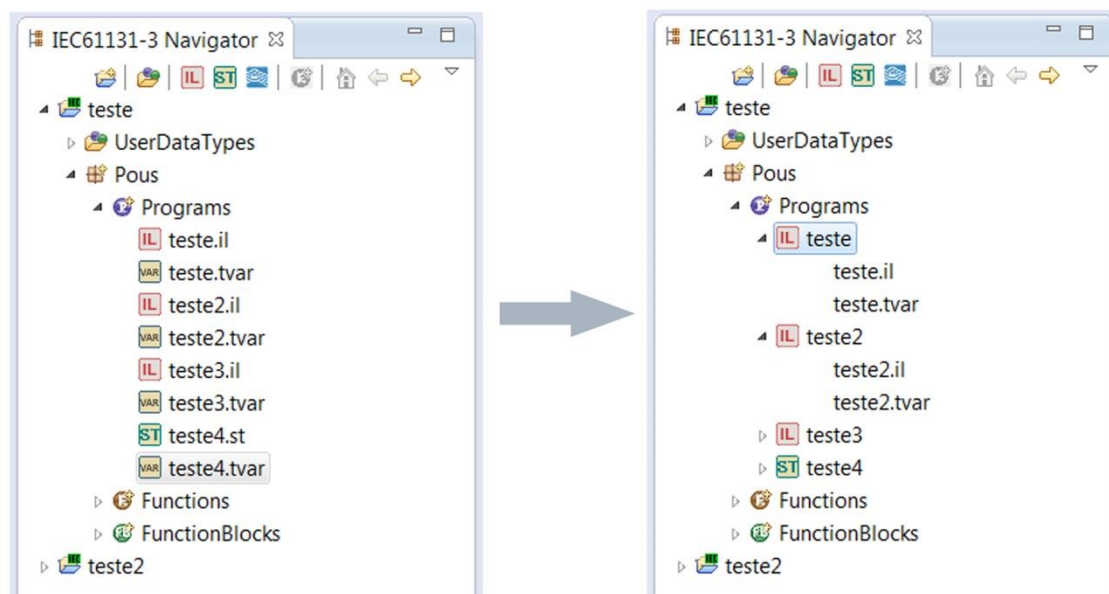 IEC61131-3 Navigator
IL ST
teste
UserDataTypes
Pous
Programs
IL teste.il
VAR teste.tvar
IL teste2.il
VAR teste2.tvar
IL teste3.il
VAR teste3.tvar
ST teste4.st
VAR teste4.tvar
Functions
FunctionBlocks
teste2
IEC61131-3 Navigator
IL ST
teste
UserDataTypes
Pous
Programs
IL teste
teste.il
teste.tvar
IL teste2
teste2.il
teste2.tvar
IL teste3
ST teste4
Functions
FunctionBlocks
teste2